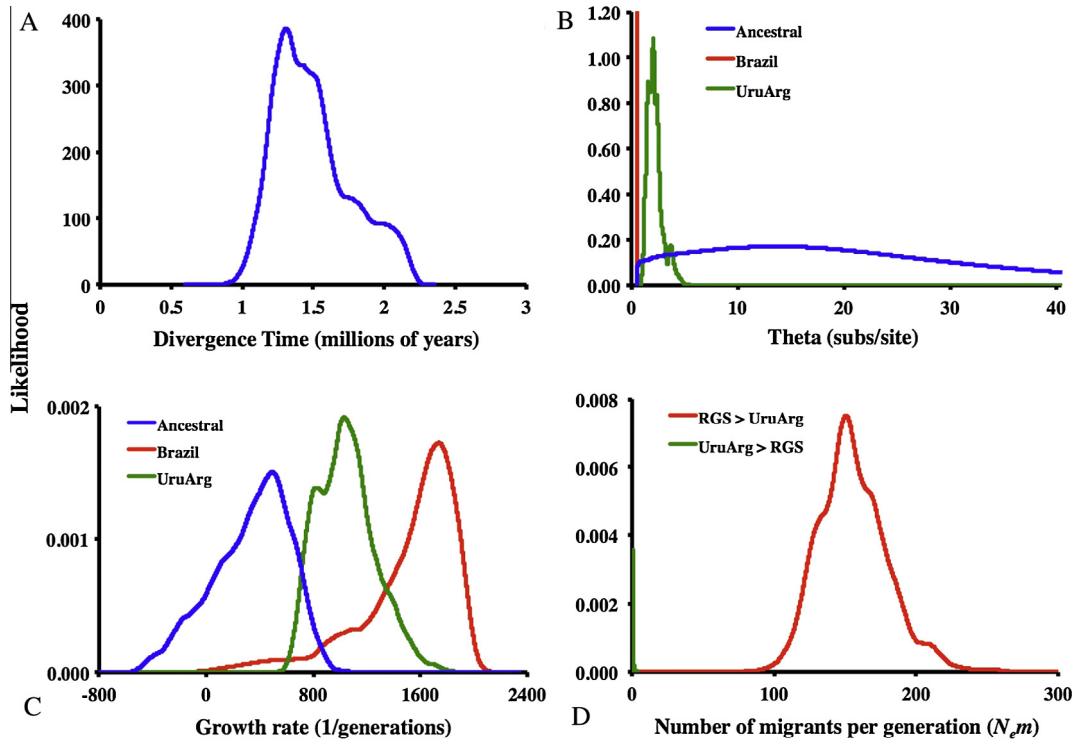 A
400
300
200
100
0
0 0.5 1 1.5 2 2.5 3
Divergence Time (millions of years)
B
1.20
1.00
0.80
0.60
0.40
0.20
0.00
Ancestral
Brazil
UruArg
0 10 20 30 40
Theta (subs/site)
Likelihood
0.002
0.001
0.000
Ancestral
Brazil
UruArg
-800 0 800 1600 2400
C
Growth rate (1/generations)
0.008
0.006
0.004
0.002
0.000
RGS > UruArg
UruArg > RGS
0 100 200 300
D
Number of migrants per generation (Nem)